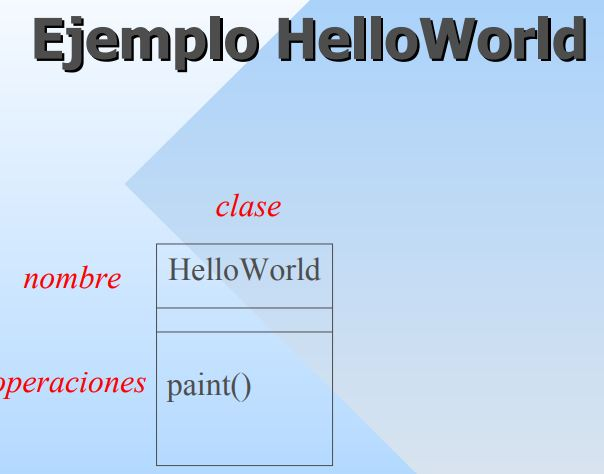 Ejemplo HelloWorld
clase
nombre
HelloWorld
operaciones
paint()